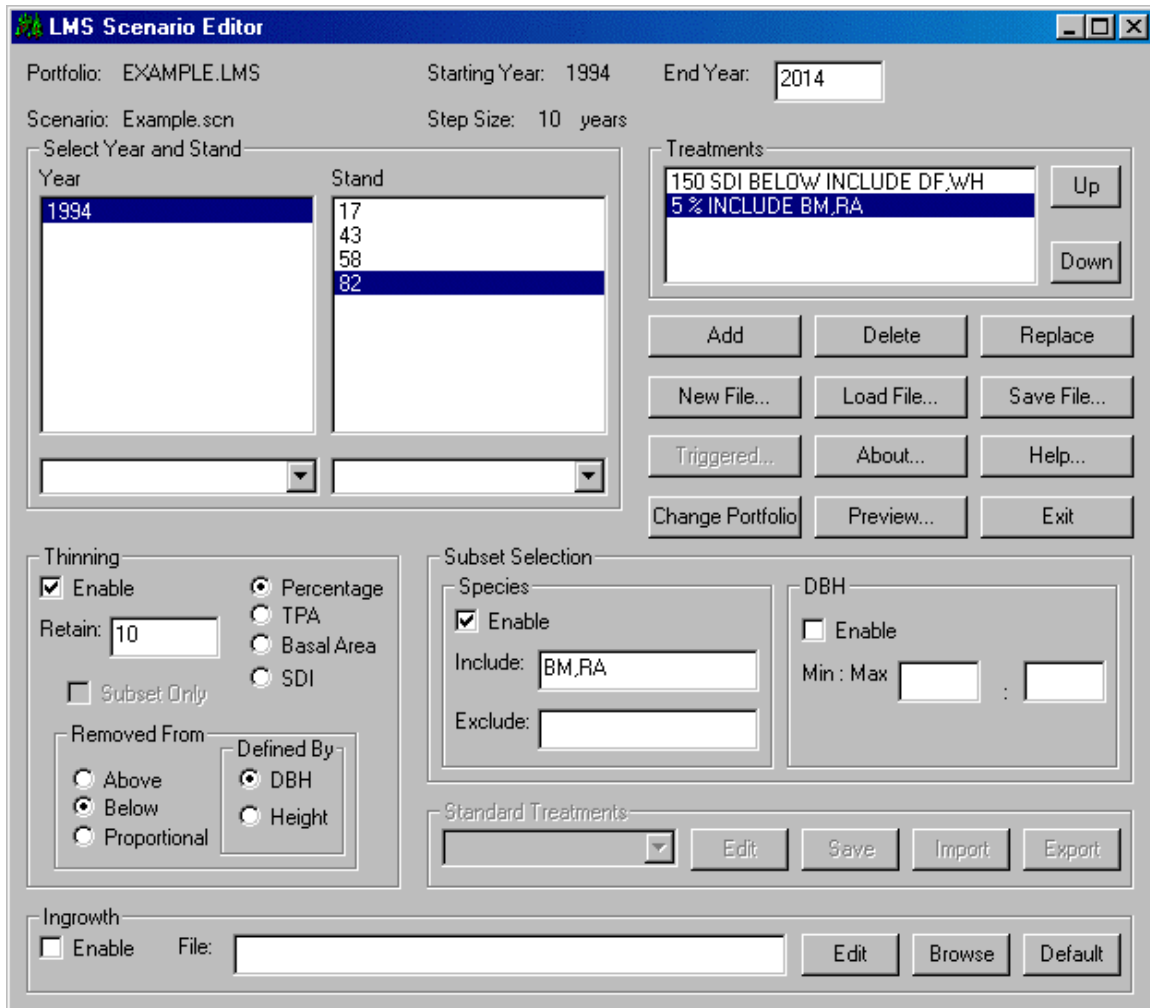 LMS Scenario Editor
Portfolio: EXAMPLE.LMS Starting Year: 1994 End Year: 2014
Scenario: Example.scn Step Size: 10 years
Select Year and Stand
Year Stand
1994
17
43
58
82
Treatments
150 SDI BELOW INCLUDE DF,WH
5 % INCLUDE BM,RA
Up
Down
Add Delete Replace
New File... Load File... Save File...
Triggered... About... Help...
Change Portfolio Preview... Exit
Thinning
Enable
Retain: 10
Subset Only
Percentage
TPA
Basal Area
SDI
Removed From
Above
Below
Proportional
Defined By
DBH
Height
Subset Selection
Species
Enable
Include: BM,RA
Exclude:
DBH
Enable
Min : Max :
Standard Treatments
Edit Save Import Export
Ingrowth
Enable File: Edit Browse Default